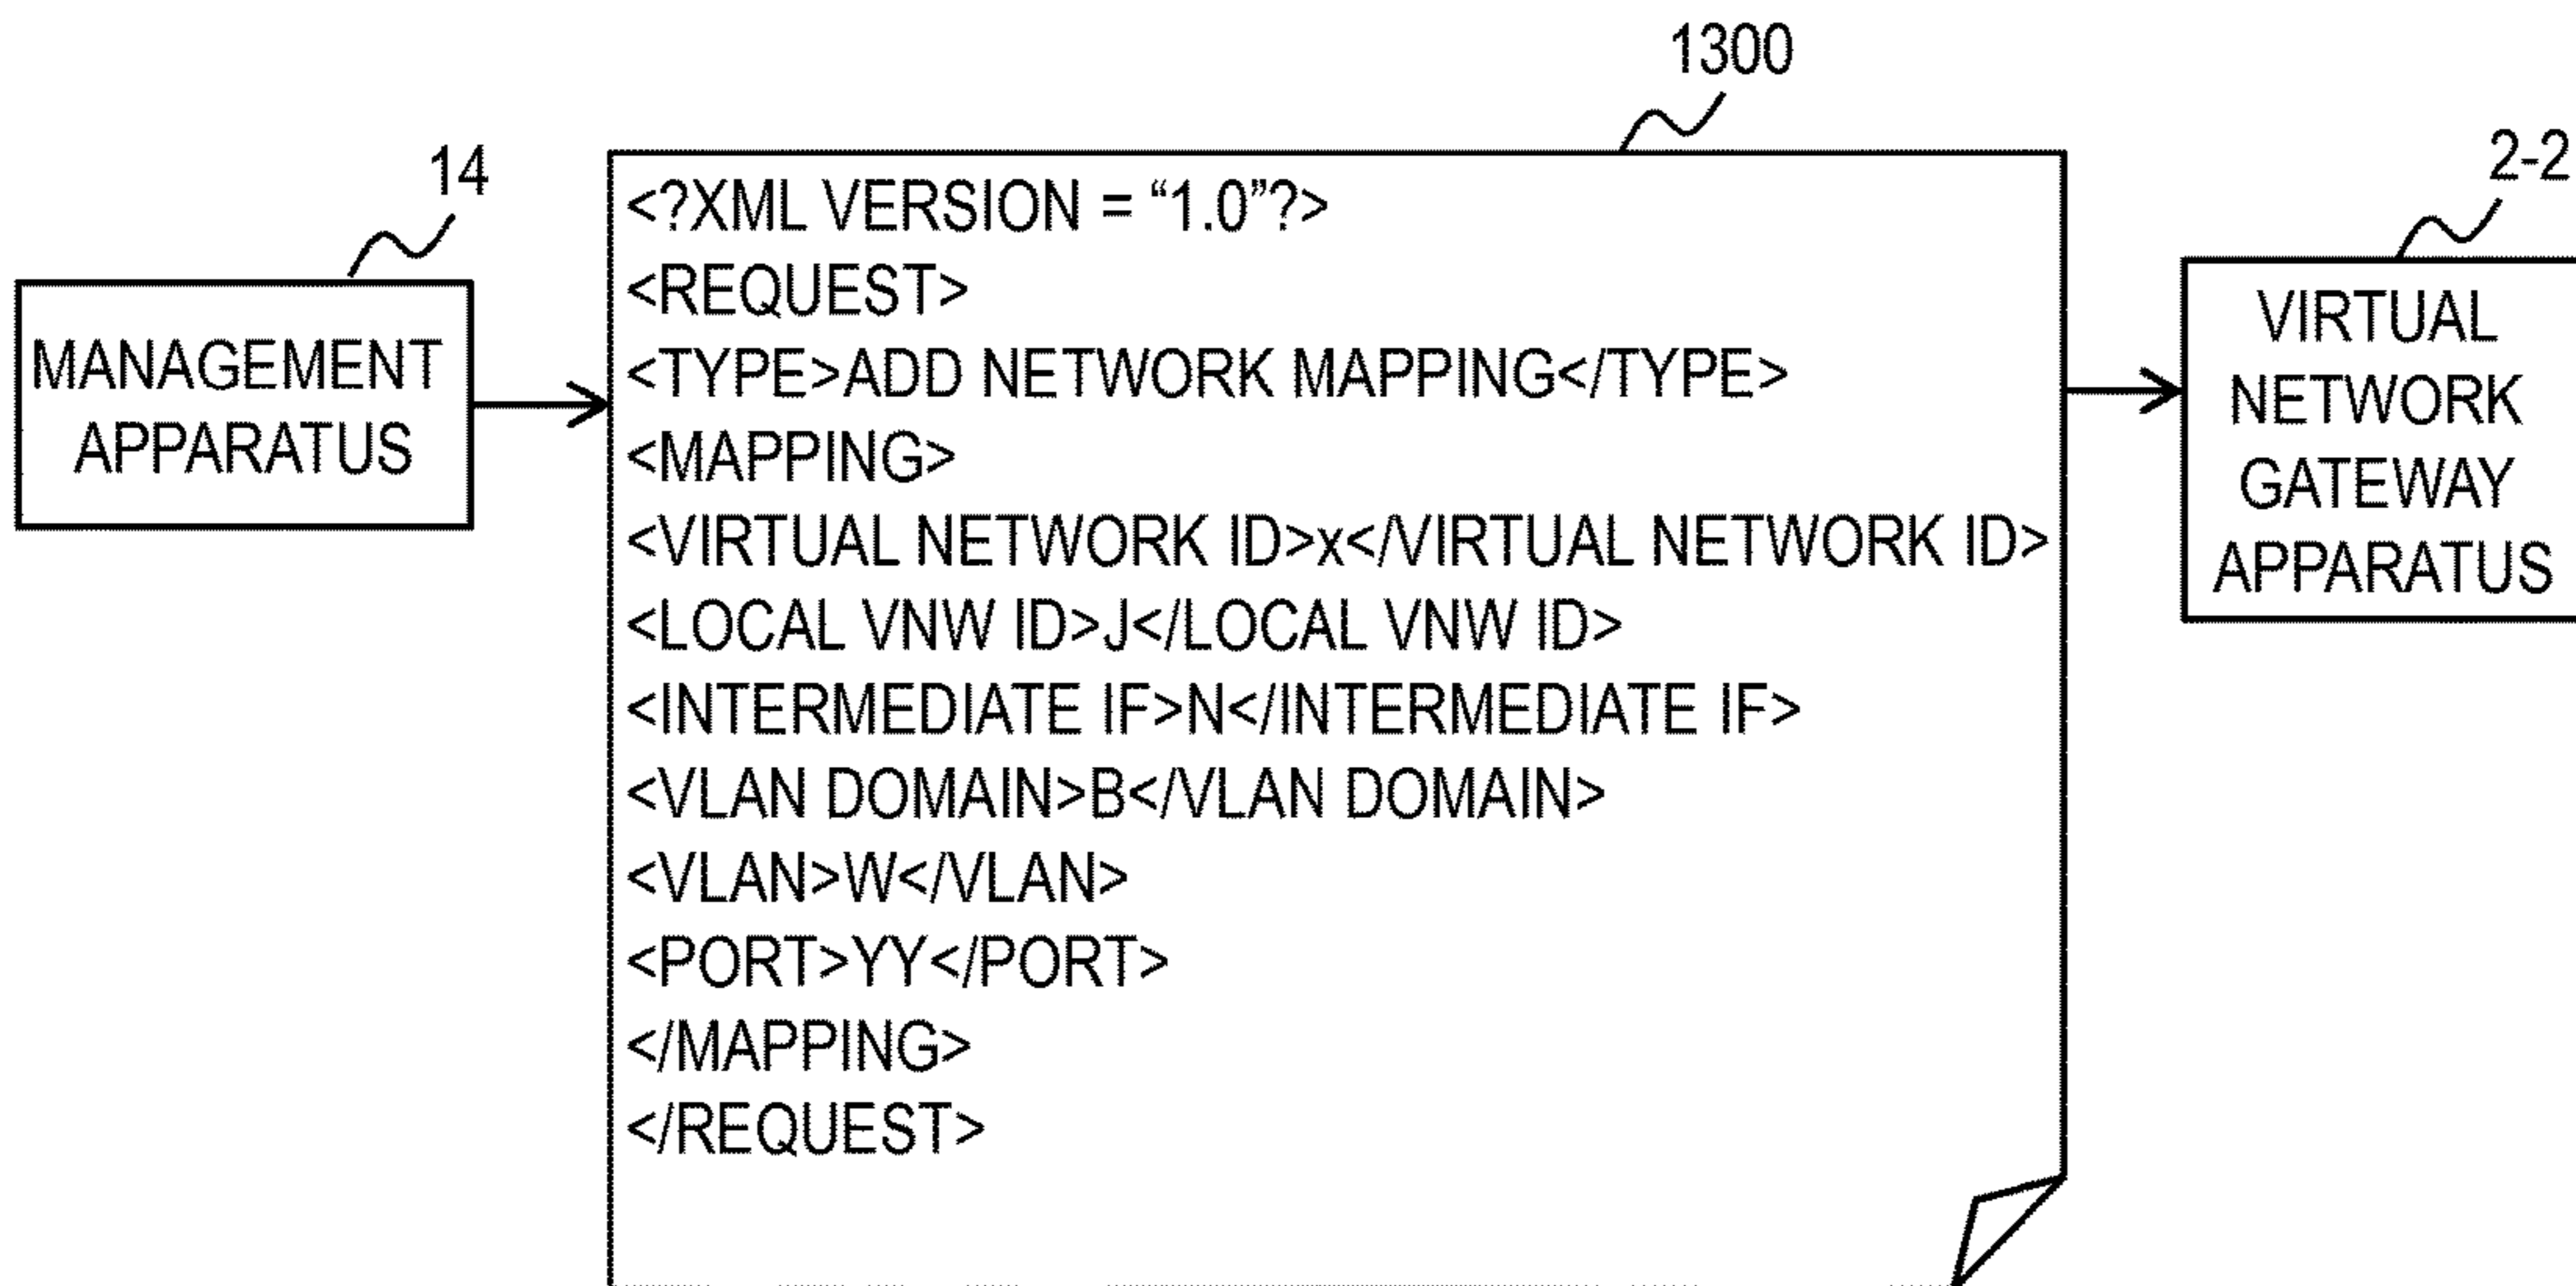 1300
14
2-2
MANAGEMENT
APPARATUS
<?XML VERSION = “1.0”?>
<REQUEST>
<TYPE>ADD NETWORK MAPPING</TYPE>
<MAPPING>
<VIRTUAL NETWORK ID>x</VIRTUAL NETWORK ID>
<LOCAL VNW ID>J</LOCAL VNW ID>
<INTERMEDIATE IF>N</INTERMEDIATE IF>
<VLAN DOMAIN>B</VLAN DOMAIN>
<VLAN>W</VLAN>
<PORT>YY</PORT>
</MAPPING>
</REQUEST>
VIRTUAL
NETWORK
GATEWAY
APPARATUS